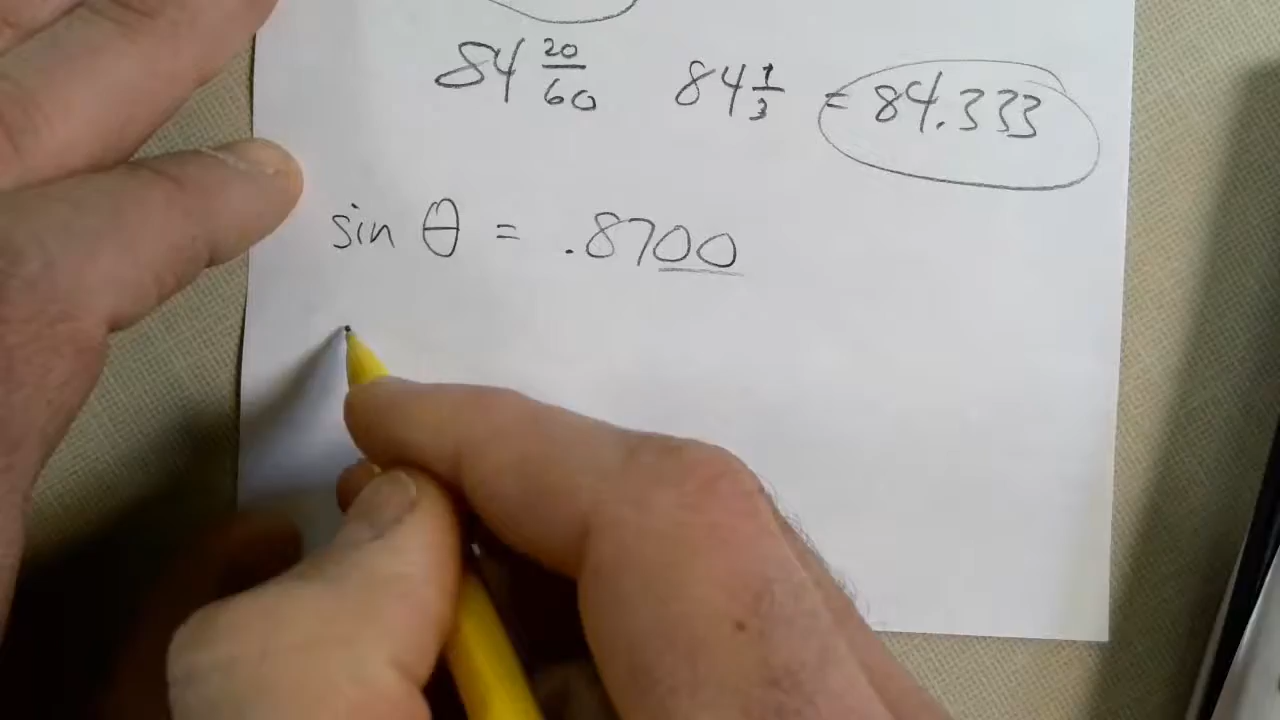 84 20/60 84 1/3 = 84.333
sin θ = .8700